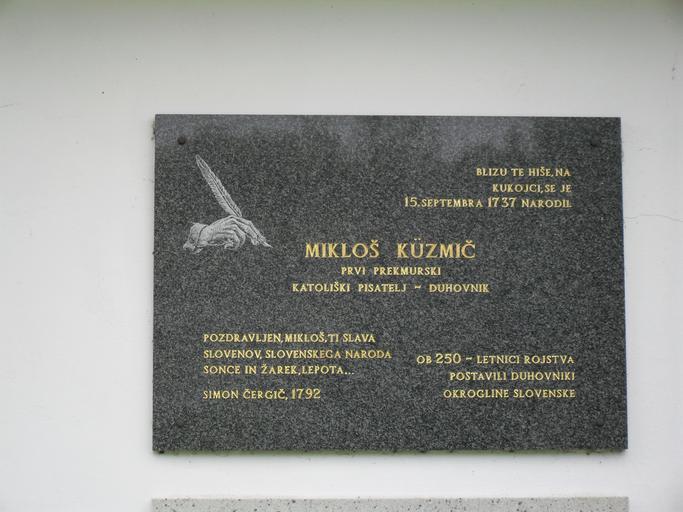 BLIZU TE HIŠE, NA
KUKOJCI, SE JE
15. SEPTEMBRA 1737 NARODIL
MIKLOŠ KÜZMIČ
PRVI PREKMURSKI
KATOLIŠKI PISATELJ - DUHOVNIK
POZDRAVLJEN, MIKLOŠ, TI SLAVA
SLOVENOV, SLOVENSKEGA NARODA
SONCE IN ŽAREK, LEPOTA...
SIMON ČERGIČ, 1792
OB 250 - LETNICI ROJSTVA
POSTAVILI DUHOVNIKI
OKROGLINE SLOVENSKE